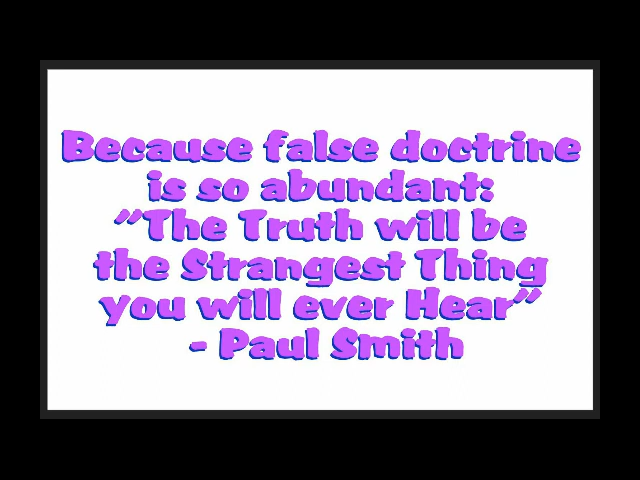 Because false doctrine
is so abundant:
"The Truth will be
the Strangest Thing
you will ever Hear"
- Paul Smith